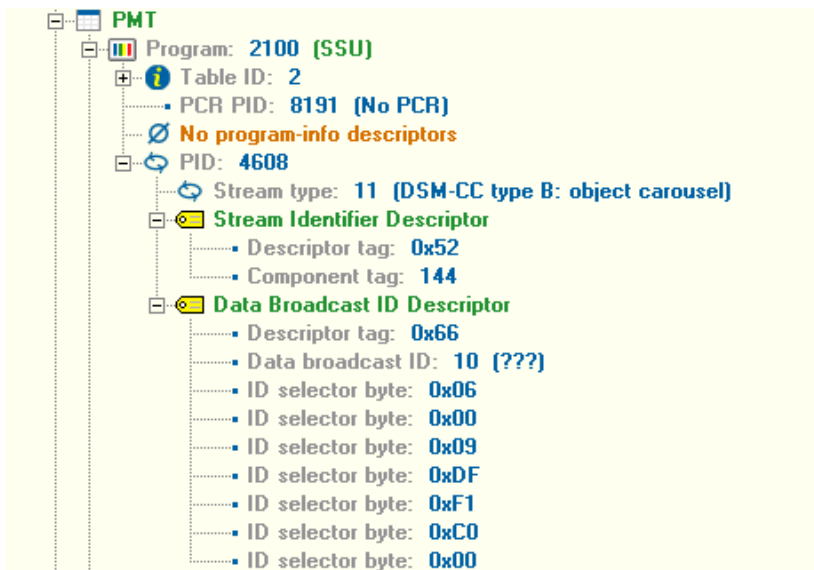 PMT
Program: 2100 (SSU)
Table ID: 2
PCR PID: 8191 (No PCR)
No program-info descriptors
PID: 4608
Stream type: 11 (DSM-CC type B: object carousel)
Stream Identifier Descriptor
Descriptor tag: 0x52
Component tag: 144
Data Broadcast ID Descriptor
Descriptor tag: 0x66
Data broadcast ID: 10 (???)
ID selector byte: 0x06
ID selector byte: 0x00
ID selector byte: 0x09
ID selector byte: 0xDF
ID selector byte: 0xF1
ID selector byte: 0xC0
ID selector byte: 0x00